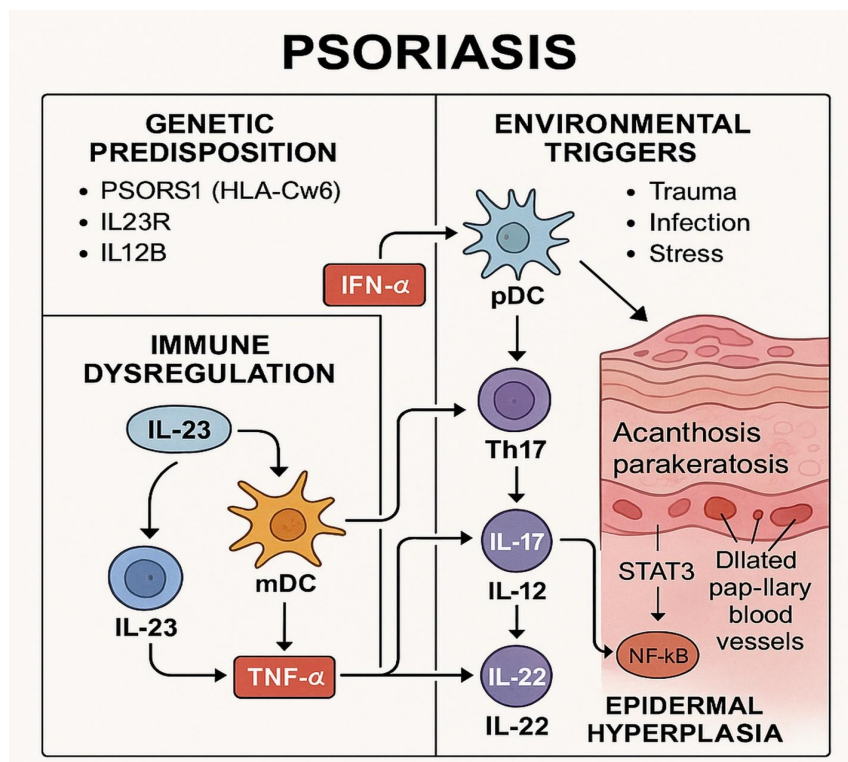 PSORIASIS
GENETIC
PREDISPOSITION
• PSORS1 (HLA-Cw6)
• IL23R
• IL12B
IFN-α
ENVIRONMENTAL
TRIGGERS
• Trauma
• Infection
• Stress
pDC
IMMUNE
DYSREGULATION
IL-23
mDC
IL-23
TNF-α
Th17
IL-17
IL-12
IL-22
IL-22
Acanthosis
parakeratosis
STAT3
DIlated
pap-llary
blood
vessels
NF-kB
EPIDERMAL
HYPERPLASIA